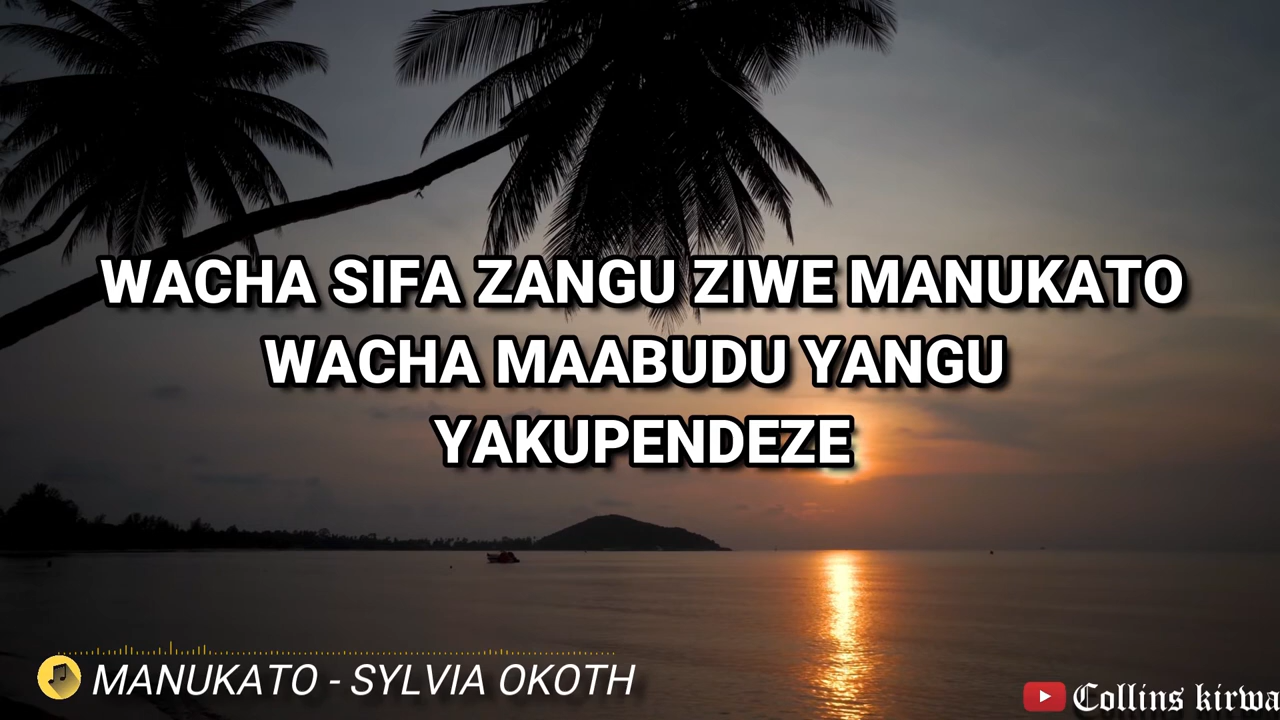 WACHA SIFA ZANGU ZIWE MANUKATO
WACHA MAABUDU YANGU
YAKUPENDEZE
MANUKATO - SYLVIA OKOTH
Collins kirwa